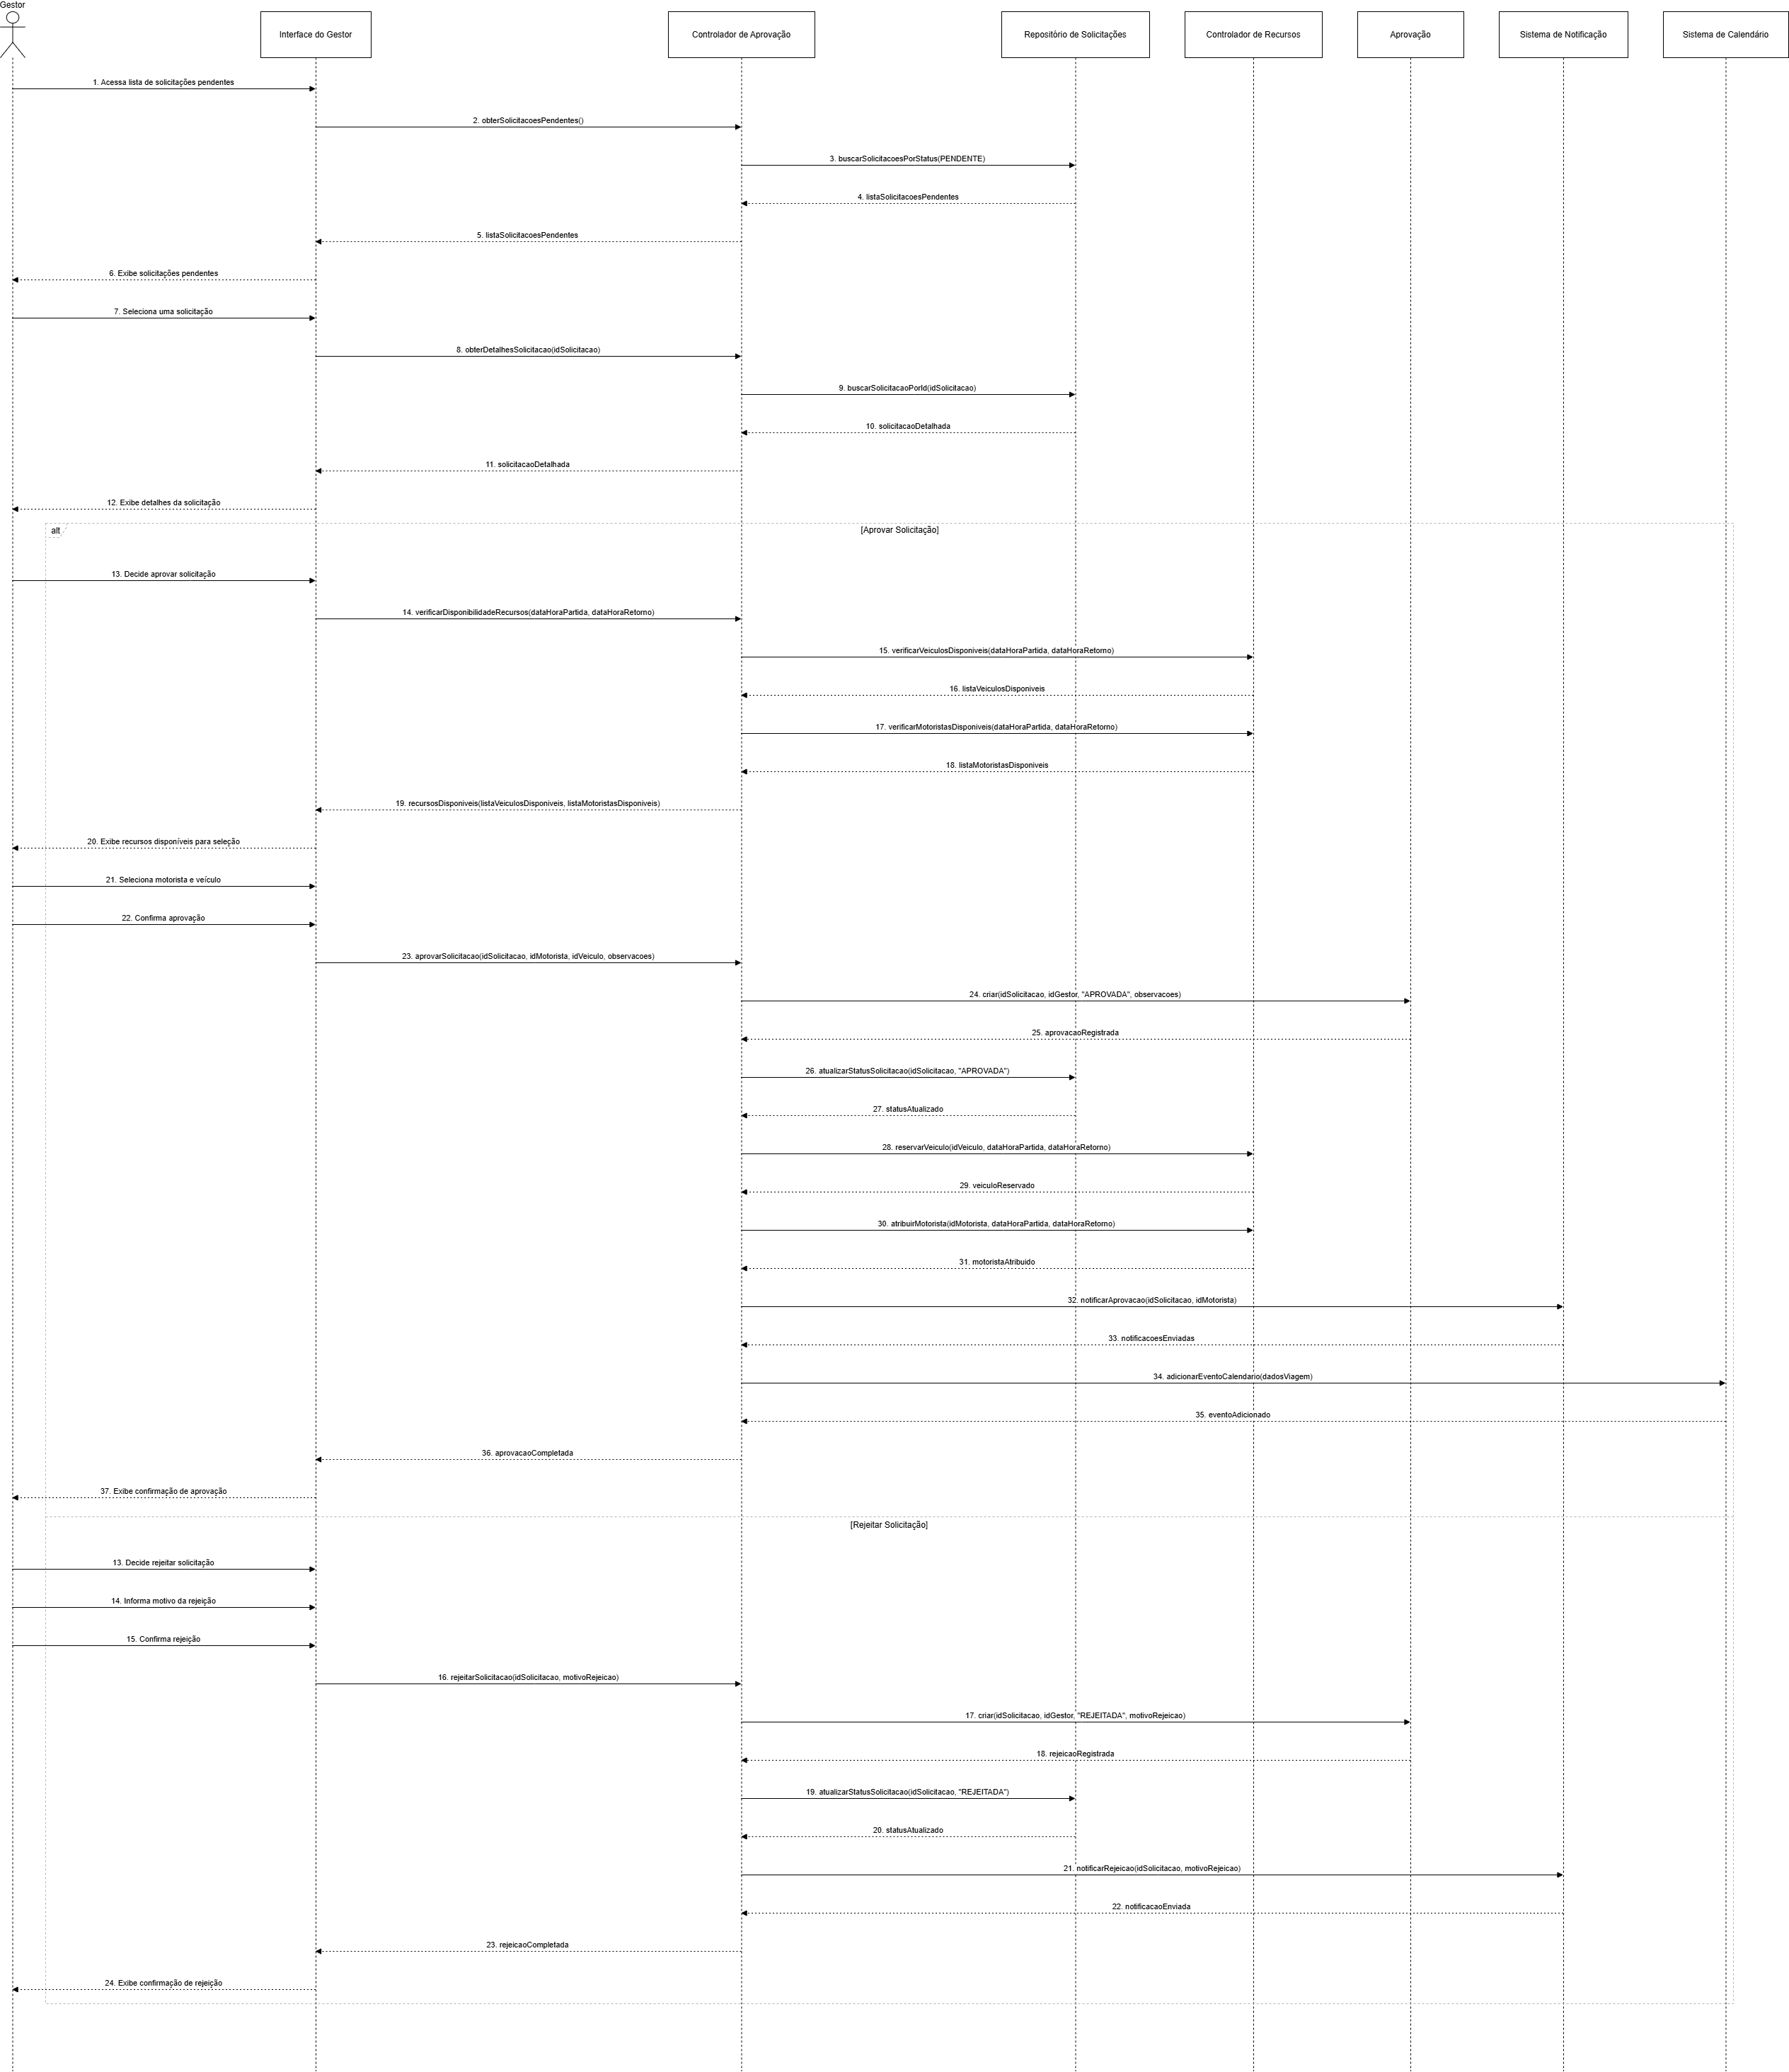 Gestor
Interface do Gestor
Controlador de Aprovação
Repositório de Solicitações
Controlador de Recursos
Aprovação
Sistema de Notificação
Sistema de Calendário
1. Acessa lista de solicitações pendentes
2. obterSolicitacoesPendentes()
3. buscarSolicitacoesPorStatus(PENDENTE)
4. listaSolicitacoesPendentes
5. listaSolicitacoesPendentes
6. Exibe solicitações pendentes
7. Seleciona uma solicitação
8. obterDetalhesSolicitacao(idSolicitacao)
9. buscarSolicitacaoPorId(idSolicitacao)
10. solicitacaoDetalhada
11. solicitacaoDetalhada
12. Exibe detalhes da solicitação
alt
[Aprovar Solicitação]
13. Decide aprovar solicitação
14. verificarDisponibilidadeRecursos(dataHoraPartida, dataHoraRetorno)
15. verificarVeiculosDisponiveis(dataHoraPartida, dataHoraRetorno)
16. listaVeiculosDisponiveis
17. verificarMotoristasDisponiveis(dataHoraPartida, dataHoraRetorno)
18. listaMotoristasDisponiveis
19. recursosDisponiveis(listaVeiculosDisponiveis, listaMotoristasDisponiveis)
20. Exibe recursos disponíveis para seleção
21. Seleciona motorista e veículo
22. Confirma aprovação
23. aprovarSolicitacao(idSolicitacao, idMotorista, idVeiculo, observacoes)
24. criar(idSolicitacao, idGestor, "APROVADA", observacoes)
25. aprovacaoRegistrada
26. atualizarStatusSolicitacao(idSolicitacao, "APROVADA")
27. statusAtualizado
28. reservarVeiculo(idVeiculo, dataHoraPartida, dataHoraRetorno)
29. veiculoReservado
30. atribuirMotorista(idMotorista, dataHoraPartida, dataHoraRetorno)
31. motoristaAtribuido
32. notificarAprovacao(idSolicitacao, idMotorista)
33. notificacoesEnviadas
34. adicionarEventoCalendario(dadosViagem)
35. eventoAdicionado
36. aprovacaoCompletada
37. Exibe confirmação de aprovação
[Rejeitar Solicitação]
13. Decide rejeitar solicitação
14. Informa motivo da rejeição
15. Confirma rejeição
16. rejeitarSolicitacao(idSolicitacao, motivoRejeicao)
17. criar(idSolicitacao, idGestor, "REJEITADA", motivoRejeicao)
18. rejeicaoRegistrada
19. atualizarStatusSolicitacao(idSolicitacao, "REJEITADA")
20. statusAtualizado
21. notificarRejeicao(idSolicitacao, motivoRejeicao)
22. notificacaoEnviada
23. rejeicaoCompletada
24. Exibe confirmação de rejeição